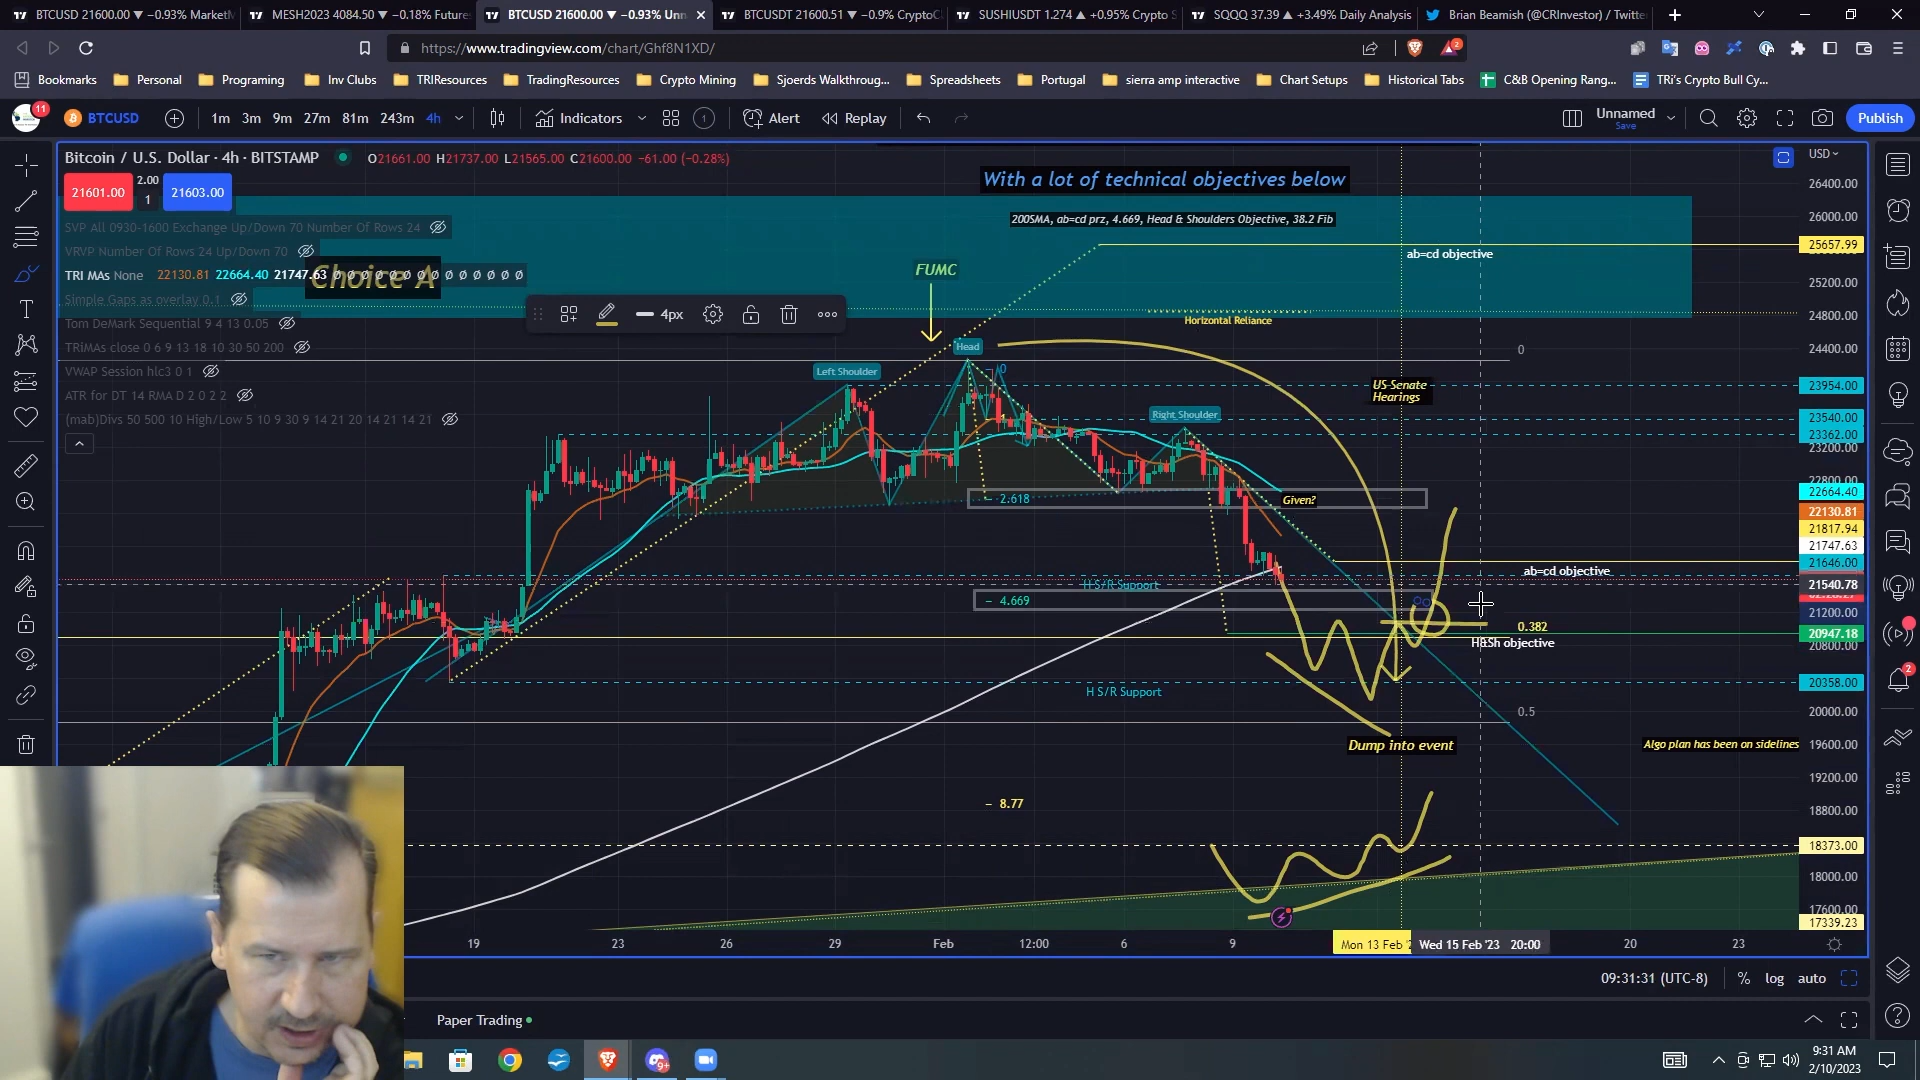 BTCUSD 21600.00 ▼ −0.93% Market
MESH2023 4084.50 ▼ −0.18% Future
BTCUSD 21600.00 ▼ −0.93% Unn
BTCUSDT 21600.51 ▼ −0.9% CryptoC
SUSHIUSDT 1.274 ▲ +0.95% Crypto S
SQQQ 37.39 ▲ +3.49% Daily Analysis
Brian Beamish (@CRInvestor) / Twitte
https://www.tradingview.com/chart/Ghf8N1XD/
2
Bookmarks
Personal
Programing
Inv Clubs
TRIResources
TradingResources
Crypto Mining
Sjoerds Walkthroug...
Spreadsheets
Portugal
sierra amp interactive
Chart Setups
Historical Tabs
C&B Opening Rang...
TRi's Crypto Bull Cy...
11
BTCUSD
1m 3m 9m 27m 81m 243m 4h
Indicators
1
Alert
Replay
Unnamed
Save
Publish
Bitcoin / U.S. Dollar · 4h · BITSTAMP
O21661.00 H21737.00 L21565.00 C21600.00 −61.00 (−0.28%)
21601.00
2.00
1
21603.00
SVP All 0930-1600 Exchange Up/Down 70 Number Of Rows 24
VRVP Number Of Rows 24 Up/Down 70
TRI MAs None 22130.81 22664.40 21747.63 ø ø ø ø ø ø ø ø ø ø ø ø ø
Choice A
Simple Gaps as overlay 0.1
Tom DeMark Sequential 9 4 13 0.05
TRiMAs close 0 6 9 13 18 10 30 50 200
VWAP Session hlc3 0 1
ATR for DT 14 RMA D 2 0 2 2
(mab)Divs 50 500 10 High/Low 5 10 9 30 9 14 21 20 14 21 14 21
4px
With a lot of technical objectives below
200SMA, ab=cd prz, 4.669, Head & Shoulders Objective, 38.2 Fib
FUMC
ab=cd objective
Horizontal Reliance
Head
Left Shoulder
Right Shoulder
0
0
US Senate
Hearings
2.618
Given?
ab=cd objective
H S/R Support
4.669
0.382
H&Sh objective
H S/R Support
0.5
Dump into event
Algo plan has been on sidelines
8.77
USD
26400.00
26000.00
25657.99
25200.00
24800.00
24400.00
23954.00
23540.00
23362.00
23200.00
22800.00
22664.40
22130.81
21817.94
21747.63
21646.00
21540.78
21200.00
20947.18
20800.00
20358.00
20000.00
19600.00
19200.00
18800.00
18373.00
18000.00
17600.00
17339.23
19
23
26
29
Feb
12:00
6
9
Mon 13 Feb '2
Wed 15 Feb '23 20:00
20
23
09:31:31 (UTC-8)
%
log
auto
Paper Trading
2
9+
9:31 AM
2/10/2023